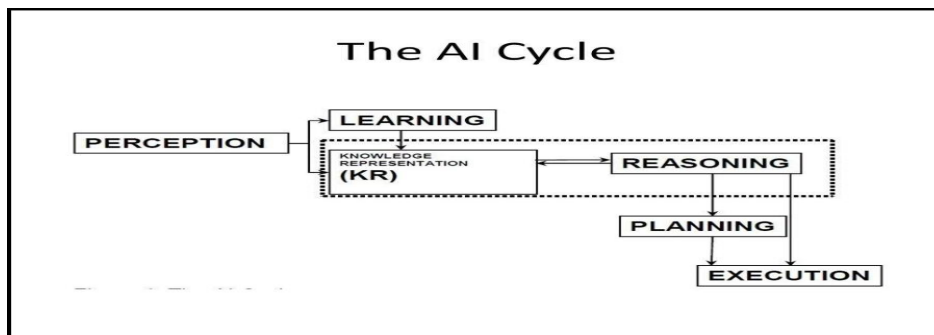 The AI Cycle
LEARNING
PERCEPTION
KNOWLEDGE
REPRESENTATION
(KR)
REASONING
PLANNING
EXECUTION